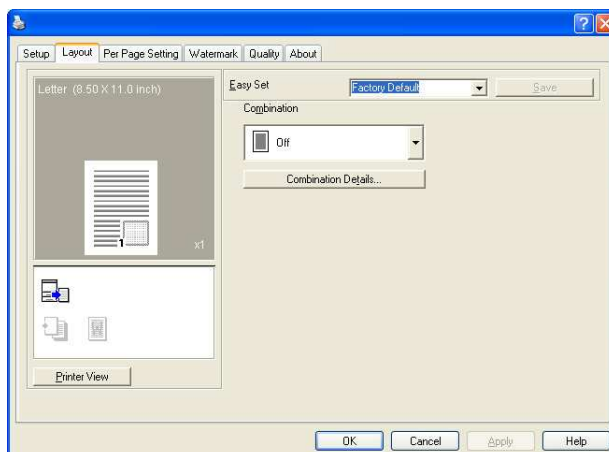 Setup Layout Per Page Setting Watermark Quality About
Letter (8.50 X 11.0 inch)
Easy Set Factory Default Save
Combination
Off
Combination Details...
1
x1
Printer View
OK Cancel Apply Help